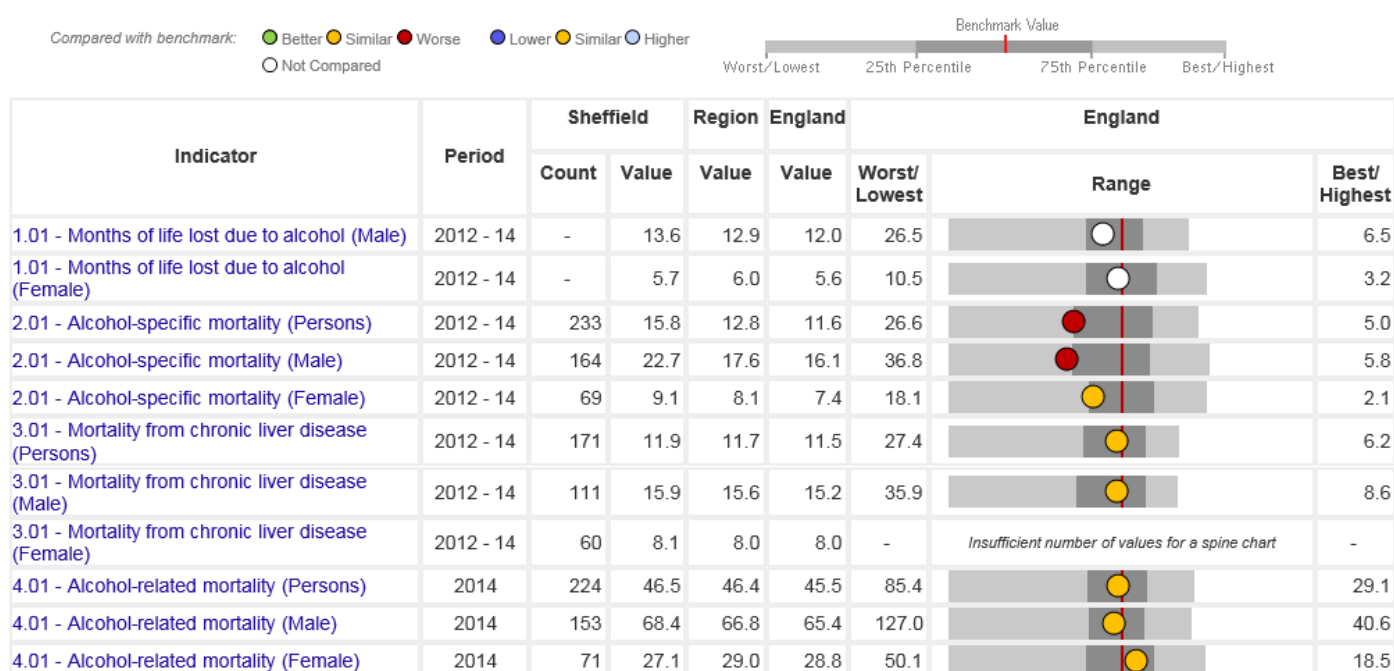 Compared with benchmark: Better Similar Worse Lower Similar Higher
Not Compared
Benchmark Value
Worst/Lowest 25th Percentile 75th Percentile Best/Highest
Indicator Period Sheffield Region England England
Count Value Value Value Worst/ Lowest Range Best/ Highest
1.01 - Months of life lost due to alcohol (Male) 2012 - 14 - 13.6 12.9 12.0 26.5 6.5
1.01 - Months of life lost due to alcohol
(Female) 2012 - 14 - 5.7 6.0 5.6 10.5 3.2
2.01 - Alcohol-specific mortality (Persons) 2012 - 14 233 15.8 12.8 11.6 26.6 5.0
2.01 - Alcohol-specific mortality (Male) 2012 - 14 164 22.7 17.6 16.1 36.8 5.8
2.01 - Alcohol-specific mortality (Female) 2012 - 14 69 9.1 8.1 7.4 18.1 2.1
3.01 - Mortality from chronic liver disease
(Persons) 2012 - 14 171 11.9 11.7 11.5 27.4 6.2
3.01 - Mortality from chronic liver disease
(Male) 2012 - 14 111 15.9 15.6 15.2 35.9 8.6
3.01 - Mortality from chronic liver disease
(Female) 2012 - 14 60 8.1 8.0 8.0 - Insufficient number of values for a spine chart -
4.01 - Alcohol-related mortality (Persons) 2014 224 46.5 46.4 45.5 85.4 29.1
4.01 - Alcohol-related mortality (Male) 2014 153 68.4 66.8 65.4 127.0 40.6
4.01 - Alcohol-related mortality (Female) 2014 71 27.1 29.0 28.8 50.1 18.5